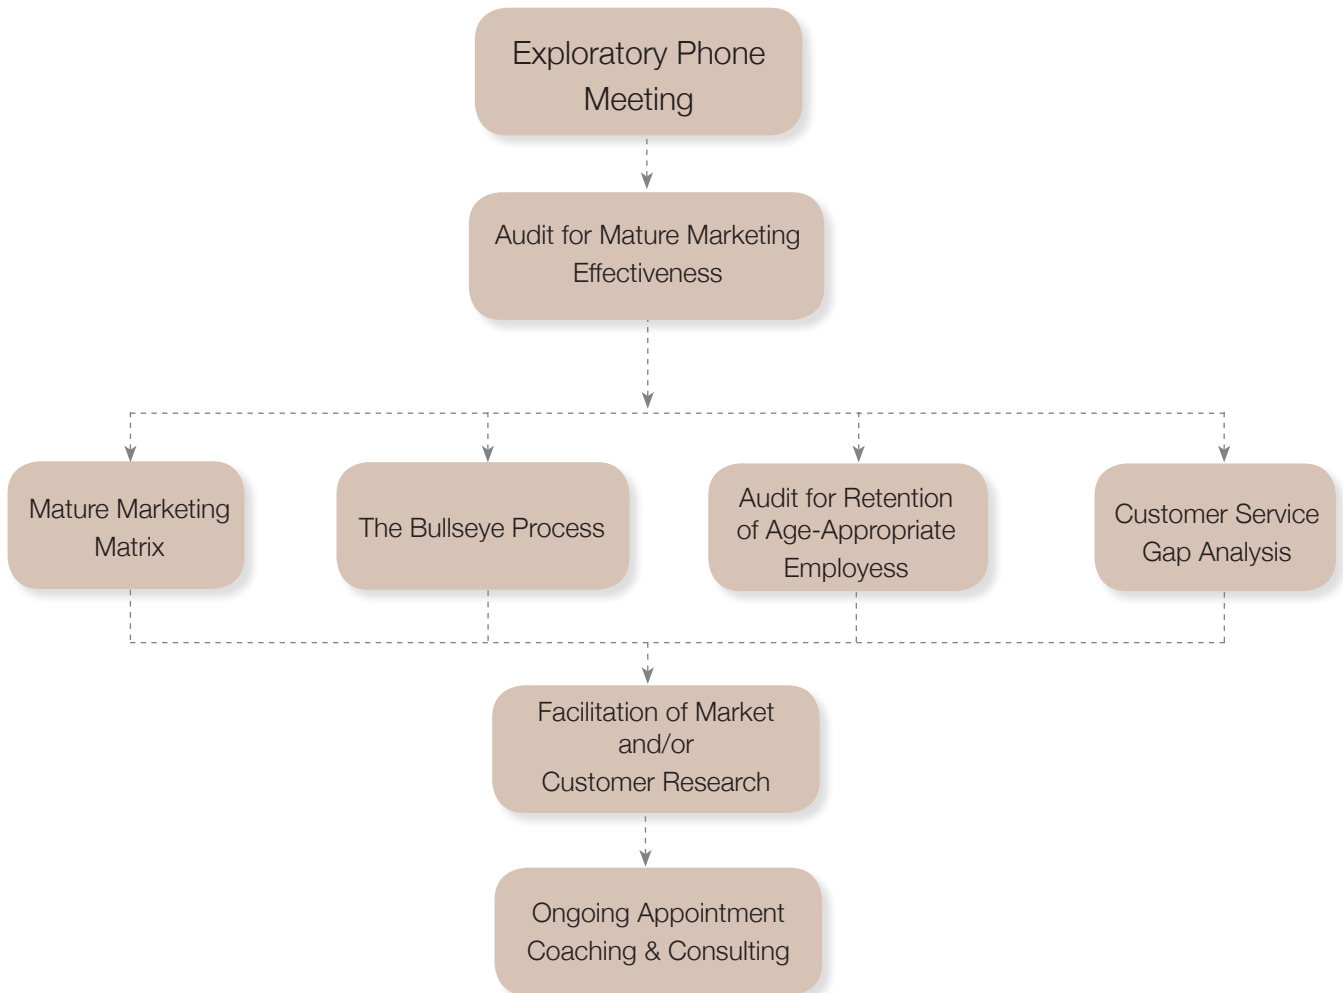 Exploratory Phone
Meeting
Audit for Mature Marketing
Effectiveness
Mature Marketing
Matrix
The Bullseye Process
Audit for Retention
of Age-Appropriate
Employess
Customer Service
Gap Analysis
Facilitation of Market
and/or
Customer Research
Ongoing Appointment
Coaching & Consulting